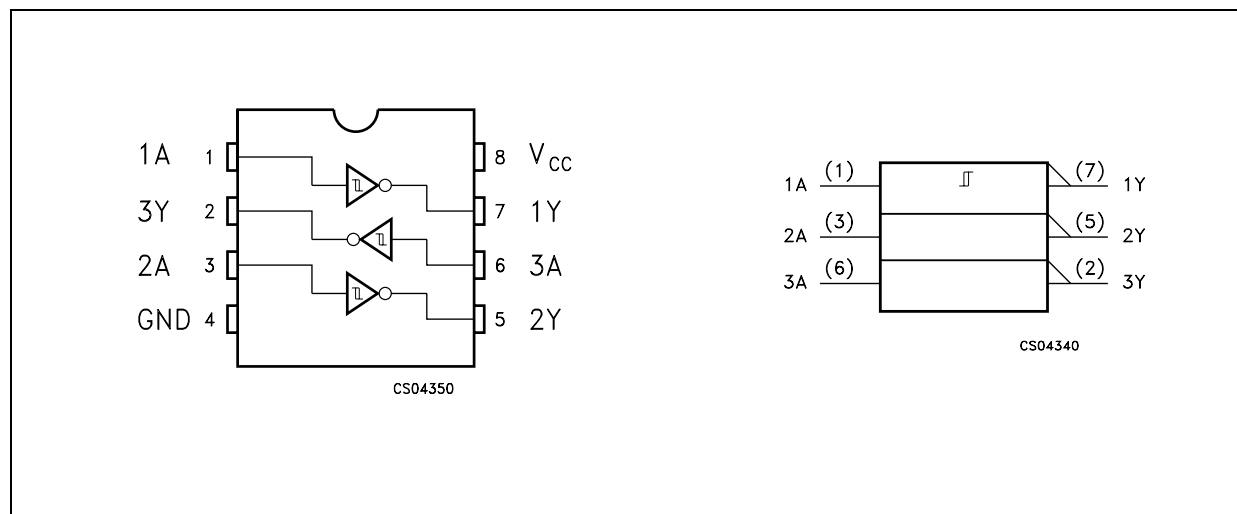 1A 1 8 VCC
3Y 2 7 1Y
2A 3 6 3A
GND 4 5 2Y
CS04350
1A (1) (7) 1Y
2A (3) (5) 2Y
3A (6) (2) 3Y
CS04340